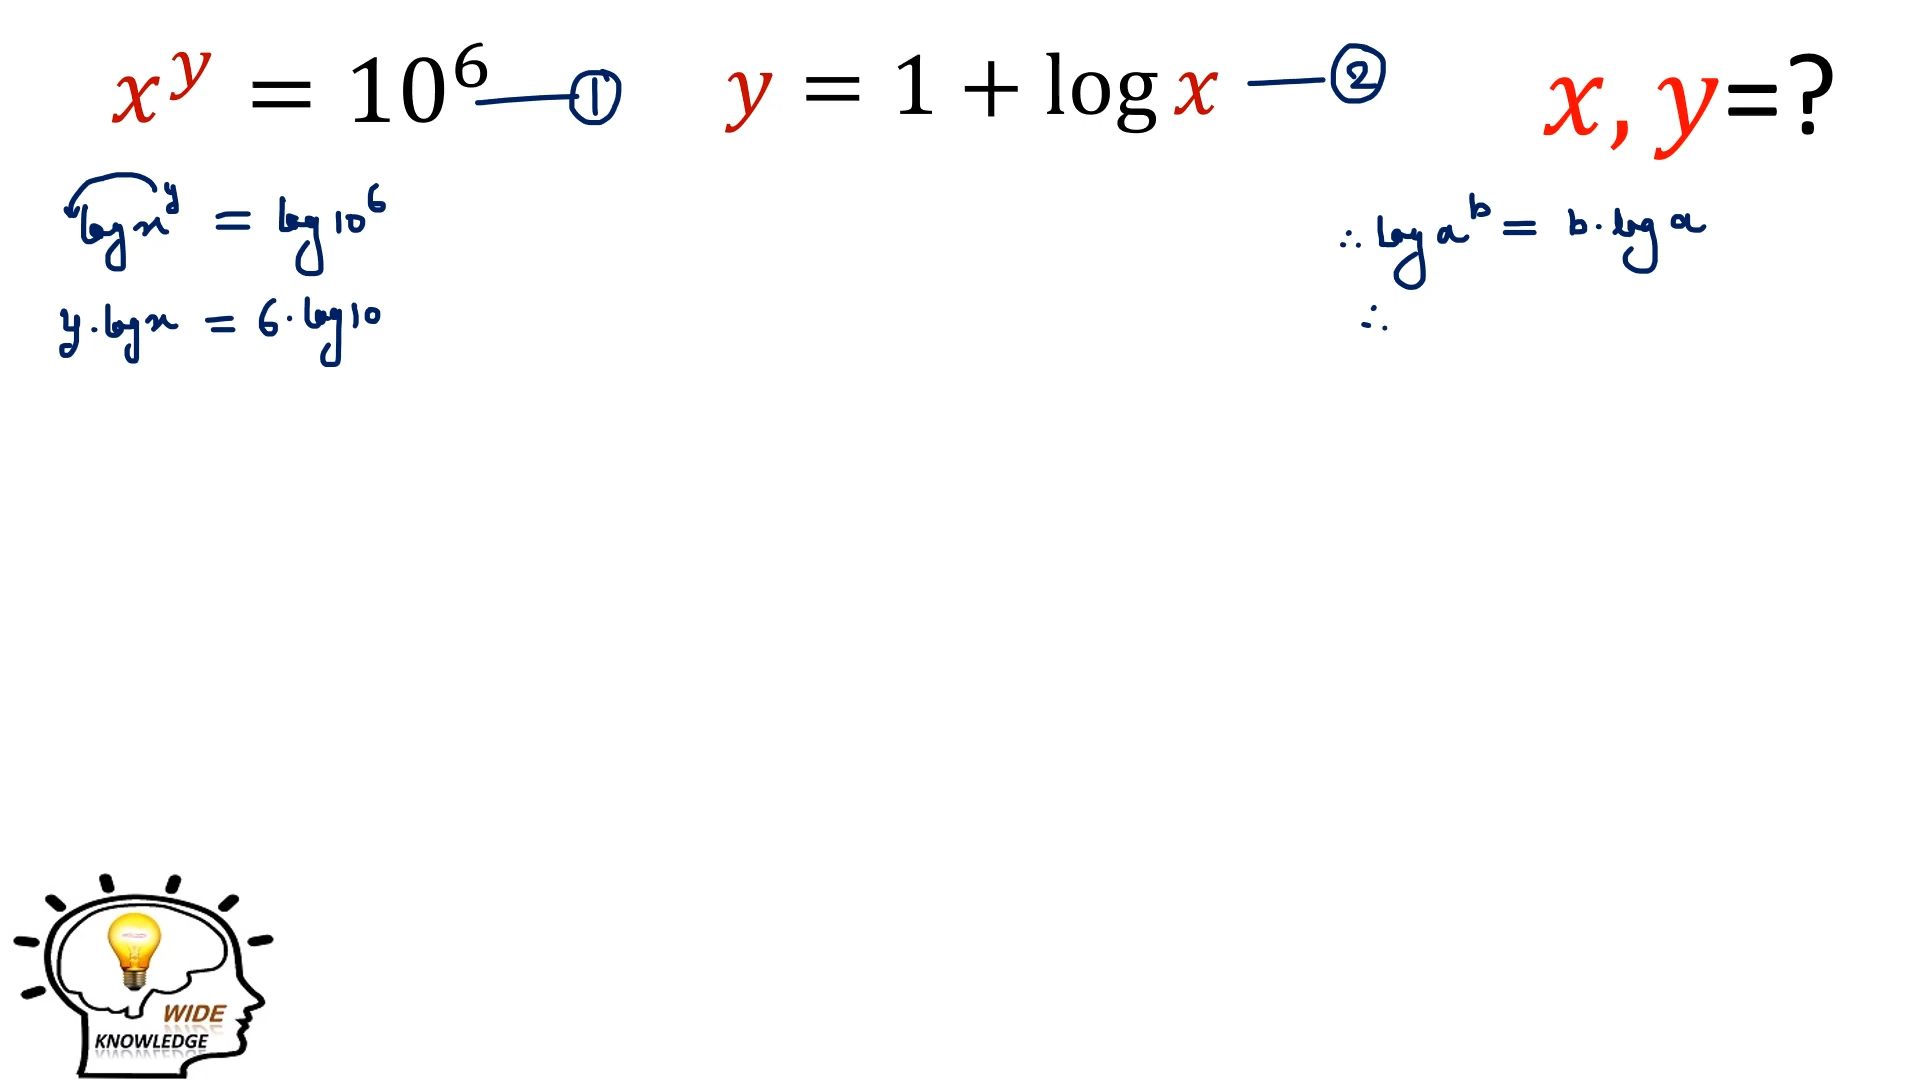 x^y = 10^6 — ① y = 1 + log x — ② x, y=?
log x^y = log 10^6 ∴ log a^b = b · log a
y · log x = 6 · log 10 ∴
WIDE
KNOWLEDGE